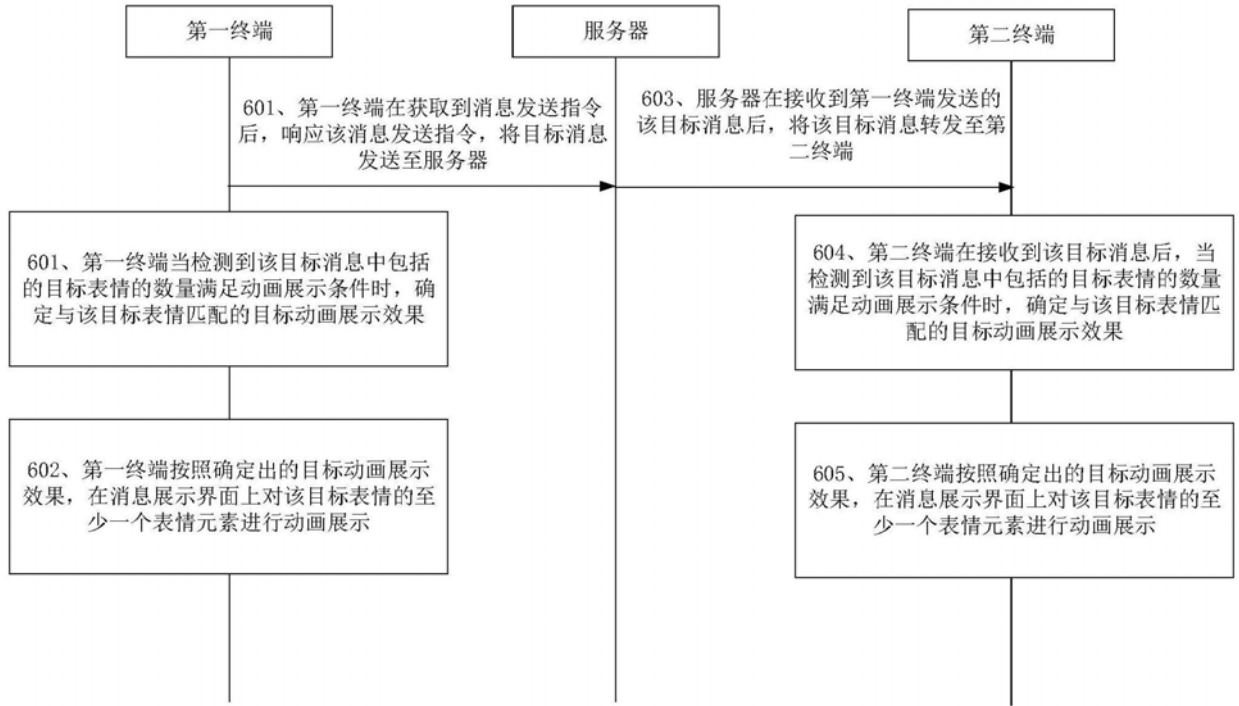 第一终端
服务器
第二终端
601、第一终端在获取到消息发送指令
后，响应该消息发送指令，将目标消息
发送至服务器
603、服务器在接收到第一终端发送的
该目标消息后，将该目标消息转发至第
二终端
601、第一终端当检测到该目标消息中包括
的目标表情的数量满足动画展示条件时，确
定与该目标表情匹配的目标动画展示效果
604、第二终端在接收到该目标消息后，当
检测到该目标消息中包括的目标表情的数量
满足动画展示条件时，确定与该目标表情匹
配的目标动画展示效果
602、第一终端按照确定出的目标动画展示
效果，在消息展示界面上对该目标表情的至
少一个表情元素进行动画展示
605、第二终端按照确定出的目标动画展示
效果，在消息展示界面上对该目标表情的至
少一个表情元素进行动画展示